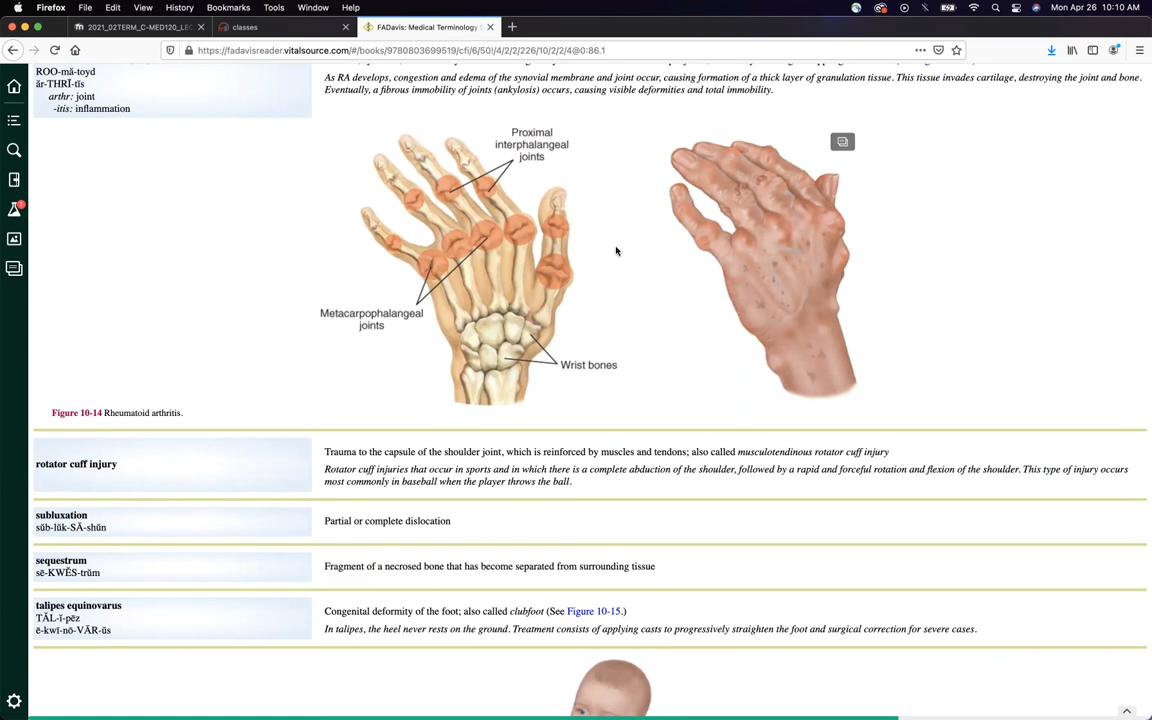 Firefox File Edit View History Bookmarks Tools Window Help
Mon Apr 26 10:10 AM
2021_02TERM_C-MED120_LEC
classes
FADavis: Medical Terminology
https://fadavisreader.vitalsource.com/#/books/9780803699519/cfi/6/50!/4/2/2/226/10/2/2/4@0:86.1
ROO-mă-toyd
ăr-THRĪ-tĭs
arthr: joint
-itis: inflammation
As RA develops, congestion and edema of the synovial membrane and joint occur, causing formation of a thick layer of granulation tissue. This tissue invades cartilage, destroying the joint and bone.
Eventually, a fibrous immobility of joints (ankylosis) occurs, causing visible deformities and total immobility.
Proximal
interphalangeal
joints
Metacarpophalangeal
joints
Wrist bones
Figure 10-14 Rheumatoid arthritis.
rotator cuff injury
Trauma to the capsule of the shoulder joint, which is reinforced by muscles and tendons; also called musculotendinous rotator cuff injury
Rotator cuff injuries that occur in sports and in which there is a complete abduction of the shoulder, followed by a rapid and forceful rotation and flexion of the shoulder. This type of injury occurs
most commonly in baseball when the player throws the ball.
subluxation
sŭb-lŭk-SĀ-shŭn
Partial or complete dislocation
sequestrum
sē-KWĔS-trŭm
Fragment of a necrosed bone that has become separated from surrounding tissue
talipes equinovarus
TĂL-ĭ-pēz
ē-kwī-nō-VĀR-ŭs
Congenital deformity of the foot; also called clubfoot (See Figure 10-15.)
In talipes, the heel never rests on the ground. Treatment consists of applying casts to progressively straighten the foot and surgical correction for severe cases.